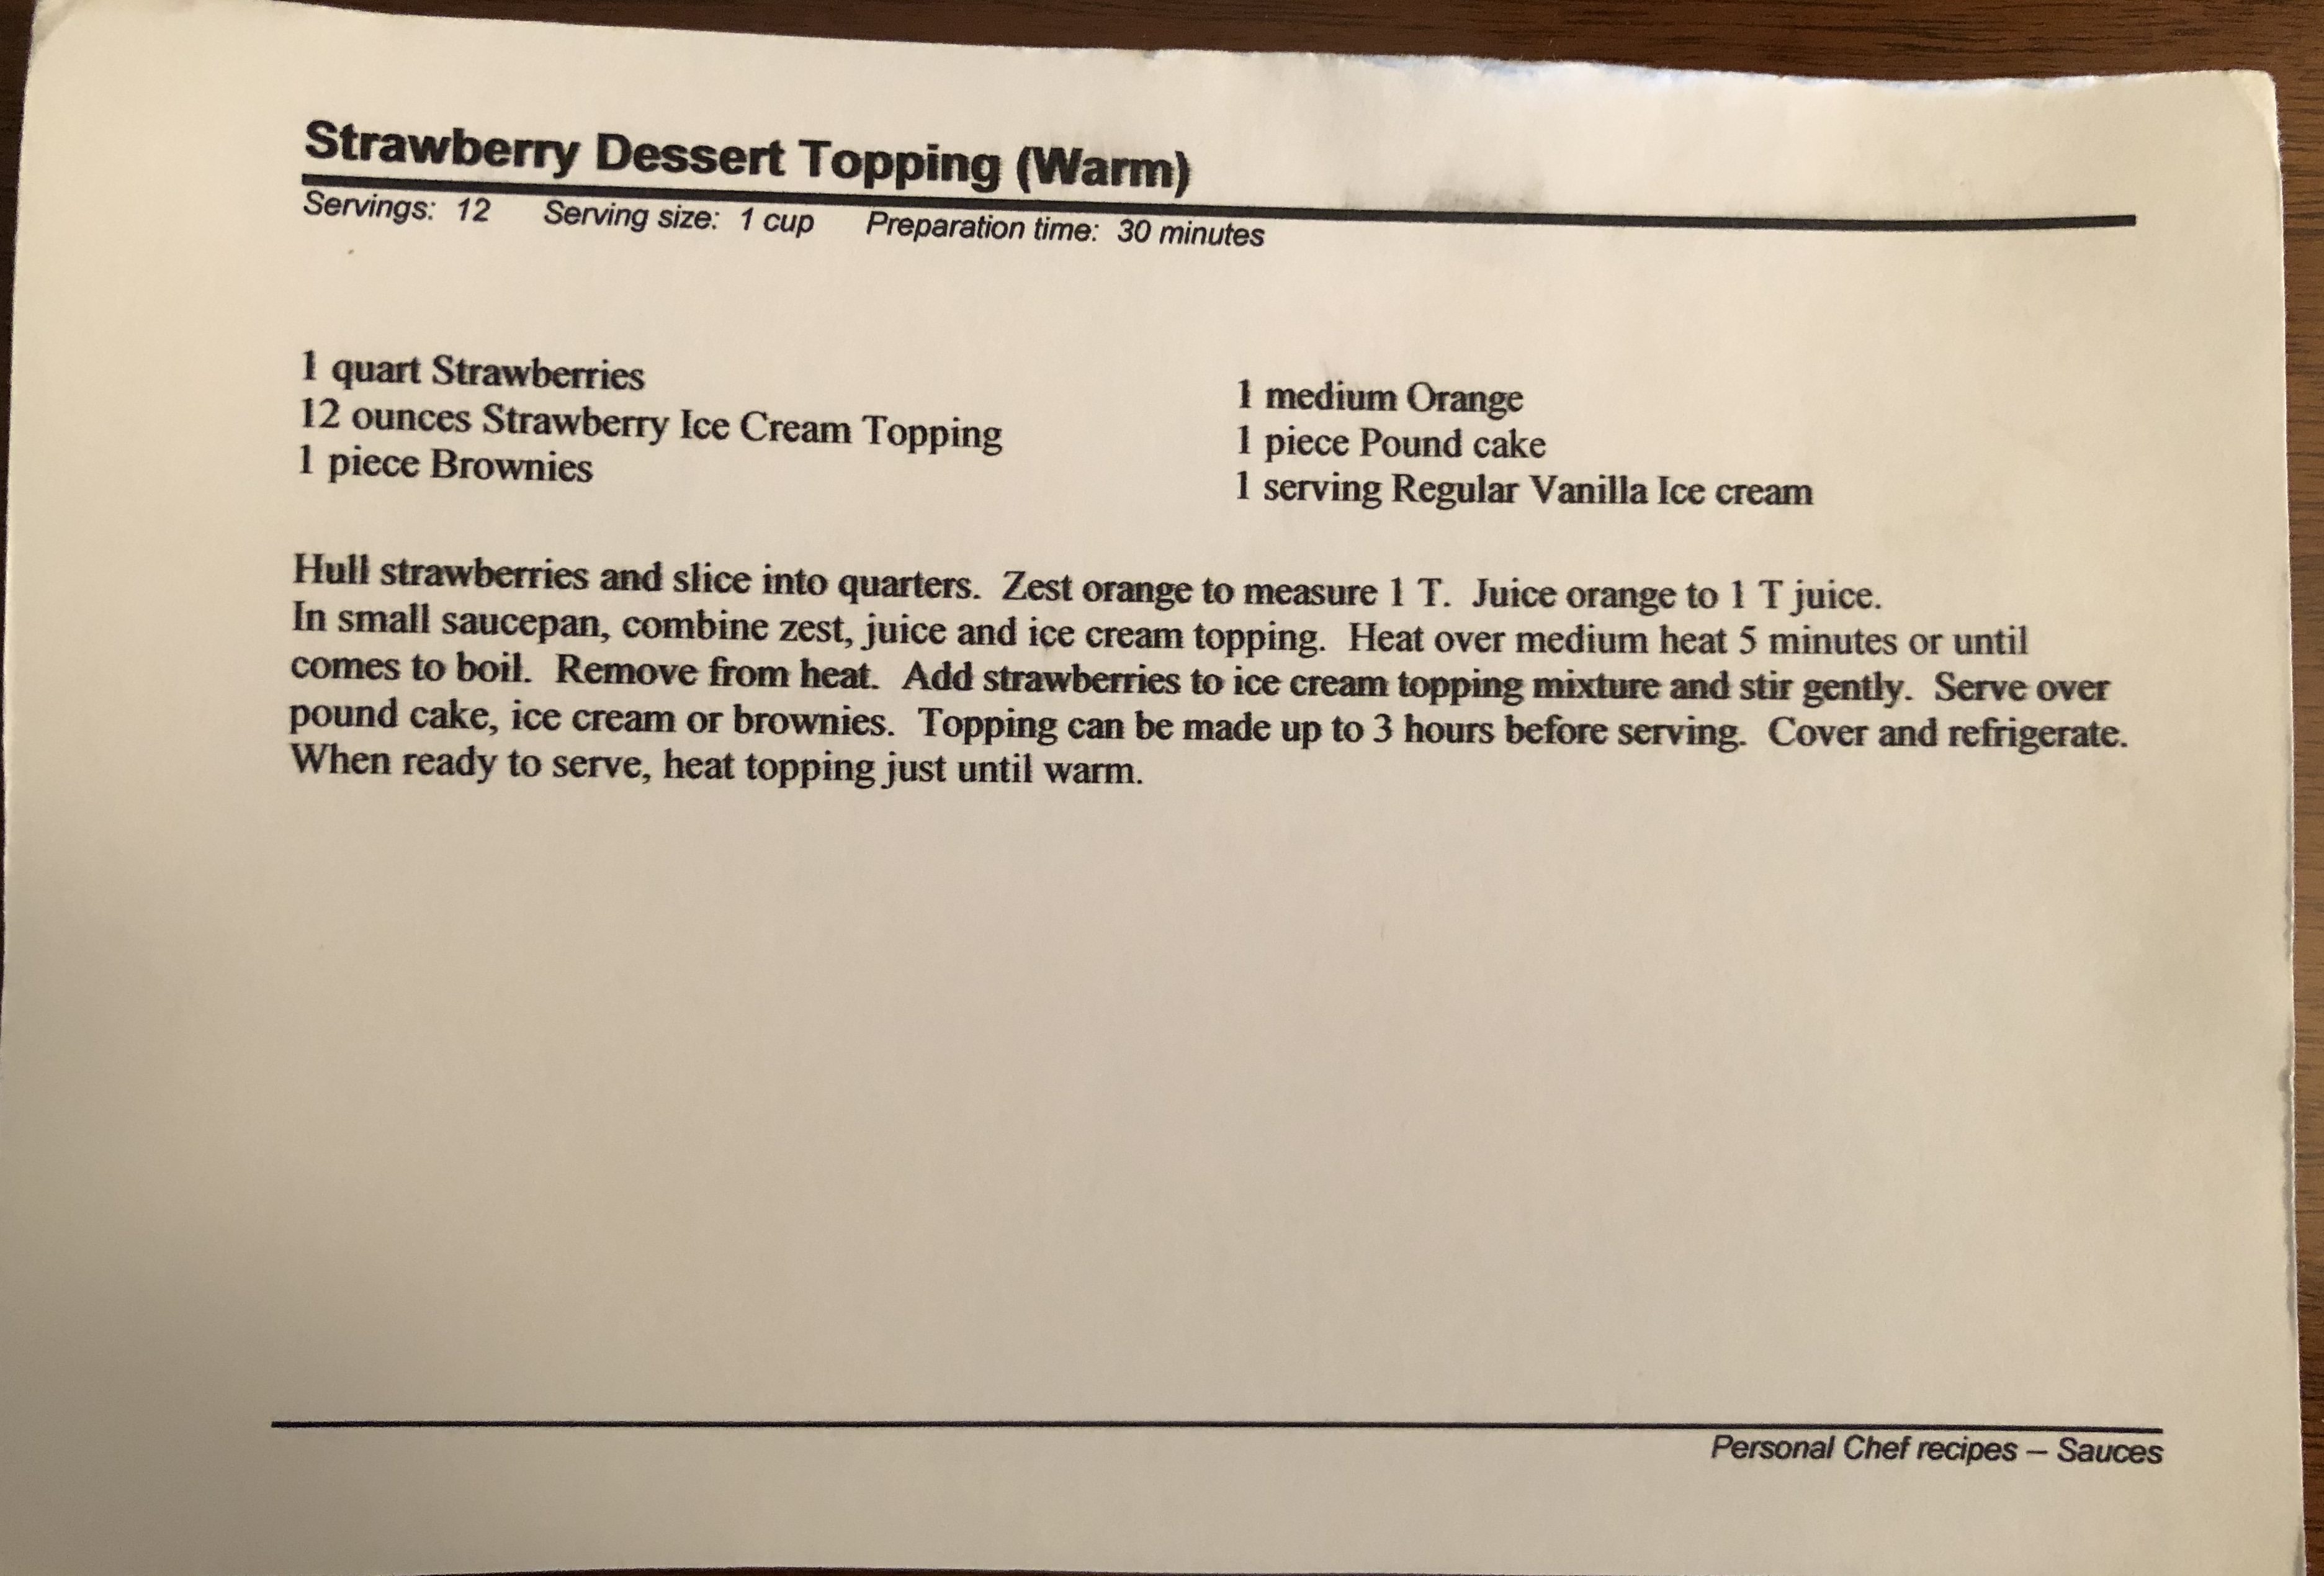 Strawberry Dessert Topping (Warm)
Servings: 12 Serving size: 1 cup Preparation time: 30 minutes
1 quart Strawberries
12 ounces Strawberry Ice Cream Topping
1 piece Brownies
1 medium Orange
1 piece Pound cake
1 serving Regular Vanilla Ice cream
Hull strawberries and slice into quarters. Zest orange to measure 1 T. Juice orange to 1 T juice.
In small saucepan, combine zest, juice and ice cream topping. Heat over medium heat 5 minutes or until
comes to boil. Remove from heat. Add strawberries to ice cream topping mixture and stir gently. Serve over
pound cake, ice cream or brownies. Topping can be made up to 3 hours before serving. Cover and refrigerate.
When ready to serve, heat topping just until warm.
Personal Chef recipes – Sauces